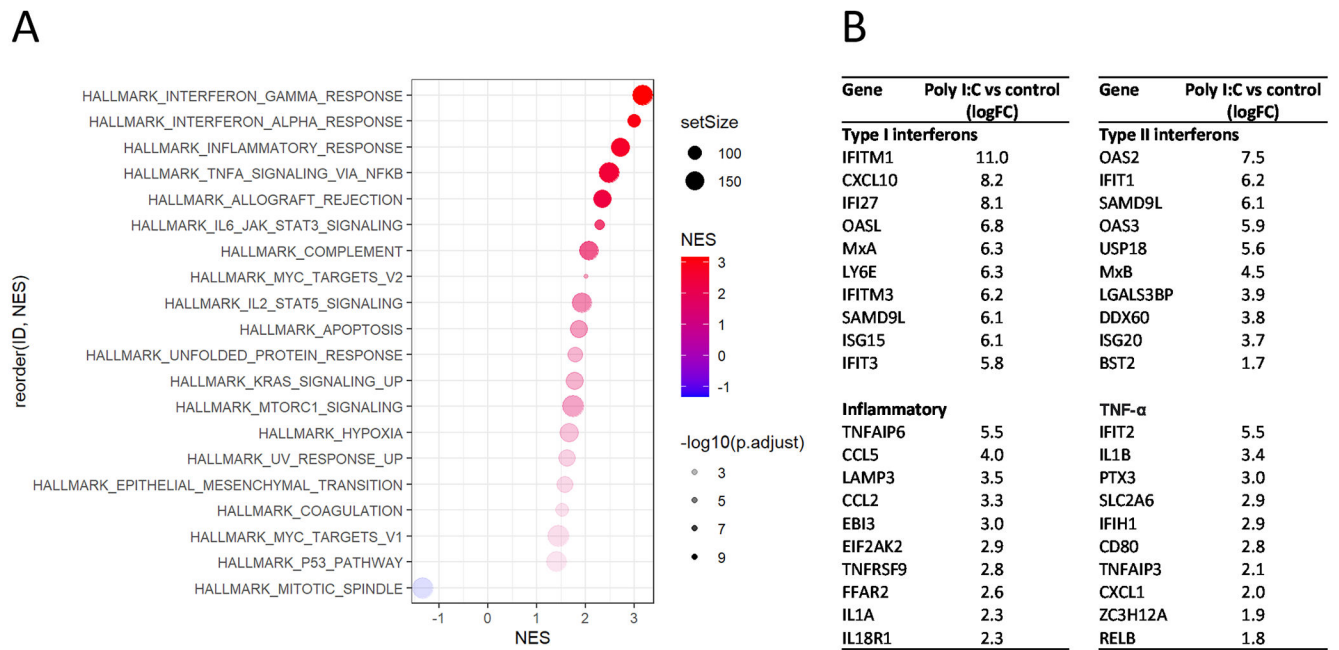 A
reorder(ID, NES)
HALLMARK_INTERFERON_GAMMA_RESPONSE
HALLMARK_INTERFERON_ALPHA_RESPONSE
HALLMARK_INFLAMMATORY_RESPONSE
HALLMARK_TNFA_SIGNALING_VIA_NFKB
HALLMARK_ALLOGRAFT_REJECTION
HALLMARK_IL6_JAK_STAT3_SIGNALING
HALLMARK_COMPLEMENT
HALLMARK_MYC_TARGETS_V2
HALLMARK_IL2_STAT5_SIGNALING
HALLMARK_APOPTOSIS
HALLMARK_UNFOLDED_PROTEIN_RESPONSE
HALLMARK_KRAS_SIGNALING_UP
HALLMARK_MTORC1_SIGNALING
HALLMARK_HYPOXIA
HALLMARK_UV_RESPONSE_UP
HALLMARK_EPITHELIAL_MESENCHYMAL_TRANSITION
HALLMARK_COAGULATION
HALLMARK_MYC_TARGETS_V1
HALLMARK_P53_PATHWAY
HALLMARK_MITOTIC_SPINDLE
-1 0 1 2 3
NES
setSize
100
150
NES
3
2
1
0
-1
-log10(p.adjust)
3
5
7
9
B
Gene Poly I:C vs control
(logFC)
Type I interferons
IFITM1 11.0
CXCL10 8.2
IFI27 8.1
OASL 6.8
MxA 6.3
LY6E 6.3
IFITM3 6.2
SAMD9L 6.1
ISG15 6.1
IFIT3 5.8
Inflammatory
TNFAIP6 5.5
CCL5 4.0
LAMP3 3.5
CCL2 3.3
EBI3 3.0
EIF2AK2 2.9
TNFRSF9 2.8
FFAR2 2.6
IL1A 2.3
IL18R1 2.3
Gene Poly I:C vs control
(logFC)
Type II interferons
OAS2 7.5
IFIT1 6.2
SAMD9L 6.1
OAS3 5.9
USP18 5.6
MxB 4.5
LGALS3BP 3.9
DDX60 3.8
ISG20 3.7
BST2 1.7
TNF-α
IFIT2 5.5
IL1B 3.4
PTX3 3.0
SLC2A6 2.9
IFIH1 2.9
CD80 2.8
TNFAIP3 2.1
CXCL1 2.0
ZC3H12A 1.9
RELB 1.8